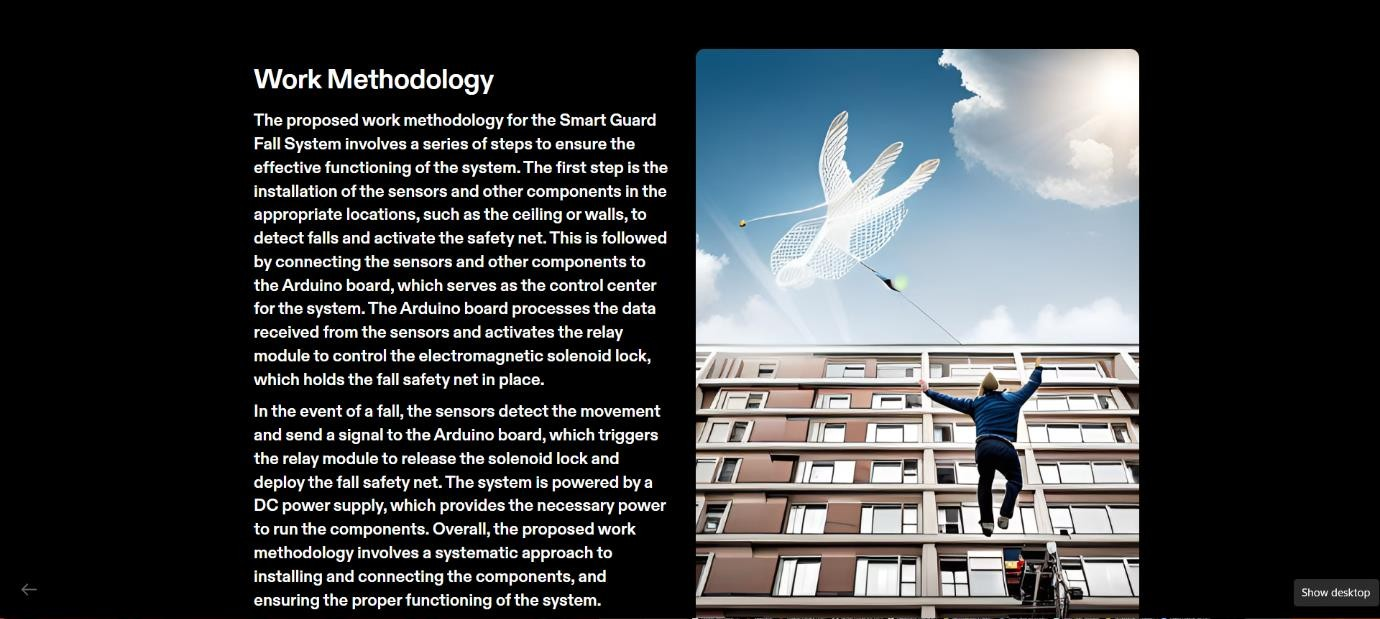 Work Methodology
The proposed work methodology for the Smart Guard
Fall System involves a series of steps to ensure the
effective functioning of the system. The first step is the
installation of the sensors and other components in the
appropriate locations, such as the ceiling or walls, to
detect falls and activate the safety net. This is followed
by connecting the sensors and other components to
the Arduino board, which serves as the control center
for the system. The Arduino board processes the data
received from the sensors and activates the relay
module to control the electromagnetic solenoid lock,
which holds the fall safety net in place.
In the event of a fall, the sensors detect the movement
and send a signal to the Arduino board, which triggers
the relay module to release the solenoid lock and
deploy the fall safety net. The system is powered by a
DC power supply, which provides the necessary power
to run the components. Overall, the proposed work
methodology involves a systematic approach to
installing and connecting the components, and
ensuring the proper functioning of the system.
Show desktop